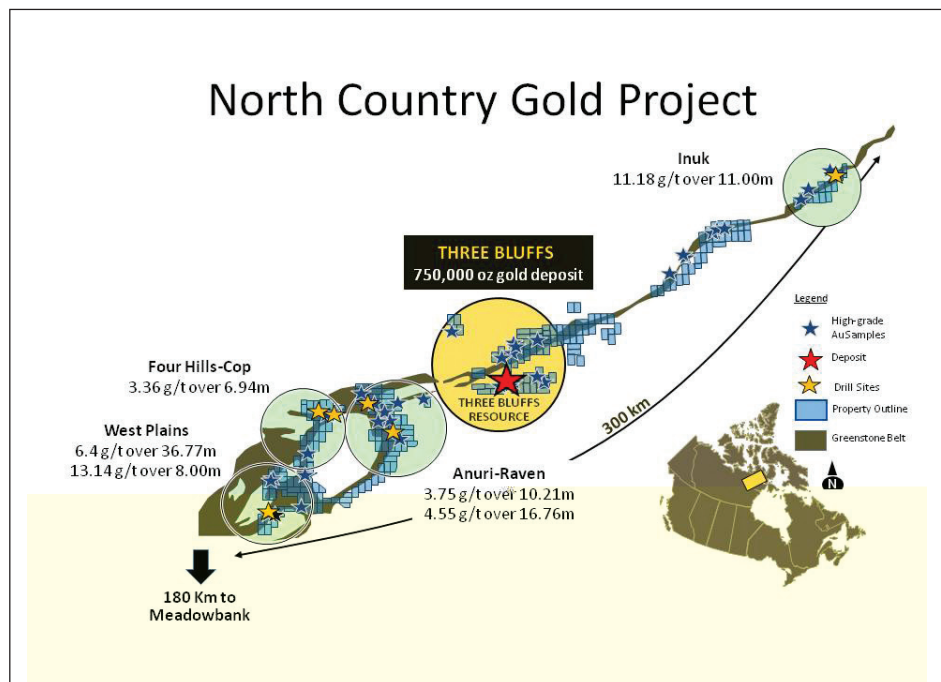 North Country Gold Project
Inuk
11.18 g/t over 11.00m
THREE BLUFFS
750,000 oz gold deposit
Legend
High-grade
AuSamples
Deposit
Drill Sites
Property Outline
Greenstone Belt
N
Four Hills-Cop
3.36 g/t over 6.94m
THREE BLUFFS
RESOURCE
300 km
West Plains
6.4 g/t over 36.77m
13.14 g/t over 8.00m
Anuri-Raven
3.75 g/t over 10.21m
4.55 g/t over 16.76m
180 Km to
Meadowbank